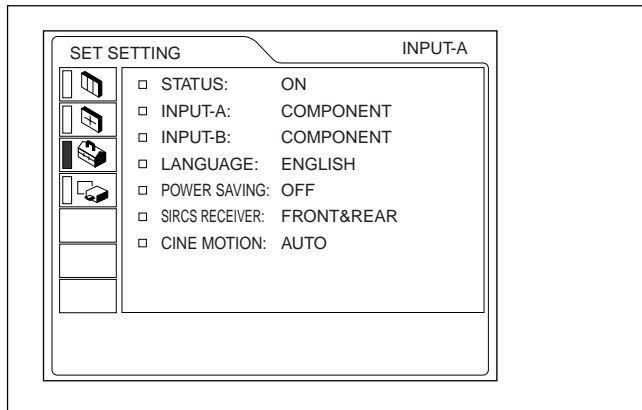 SET SETTING INPUT-A
STATUS: ON
INPUT-A: COMPONENT
INPUT-B: COMPONENT
LANGUAGE: ENGLISH
POWER SAVING: OFF
SIRCS RECEIVER: FRONT&REAR
CINE MOTION: AUTO